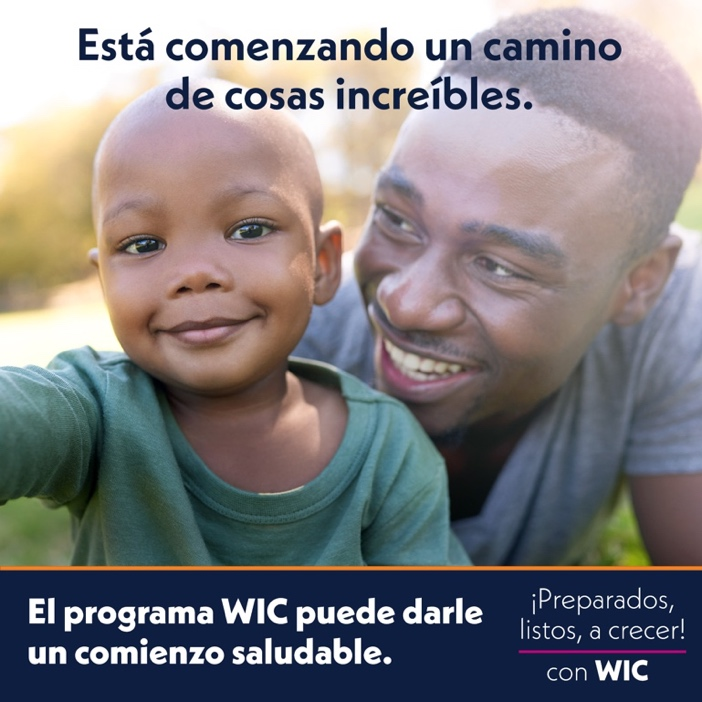 Está comenzando un camino
de cosas increíbles.
El programa WIC puede darle
un comienzo saludable.
¡Preparados,
listos, a crecer!
con WIC